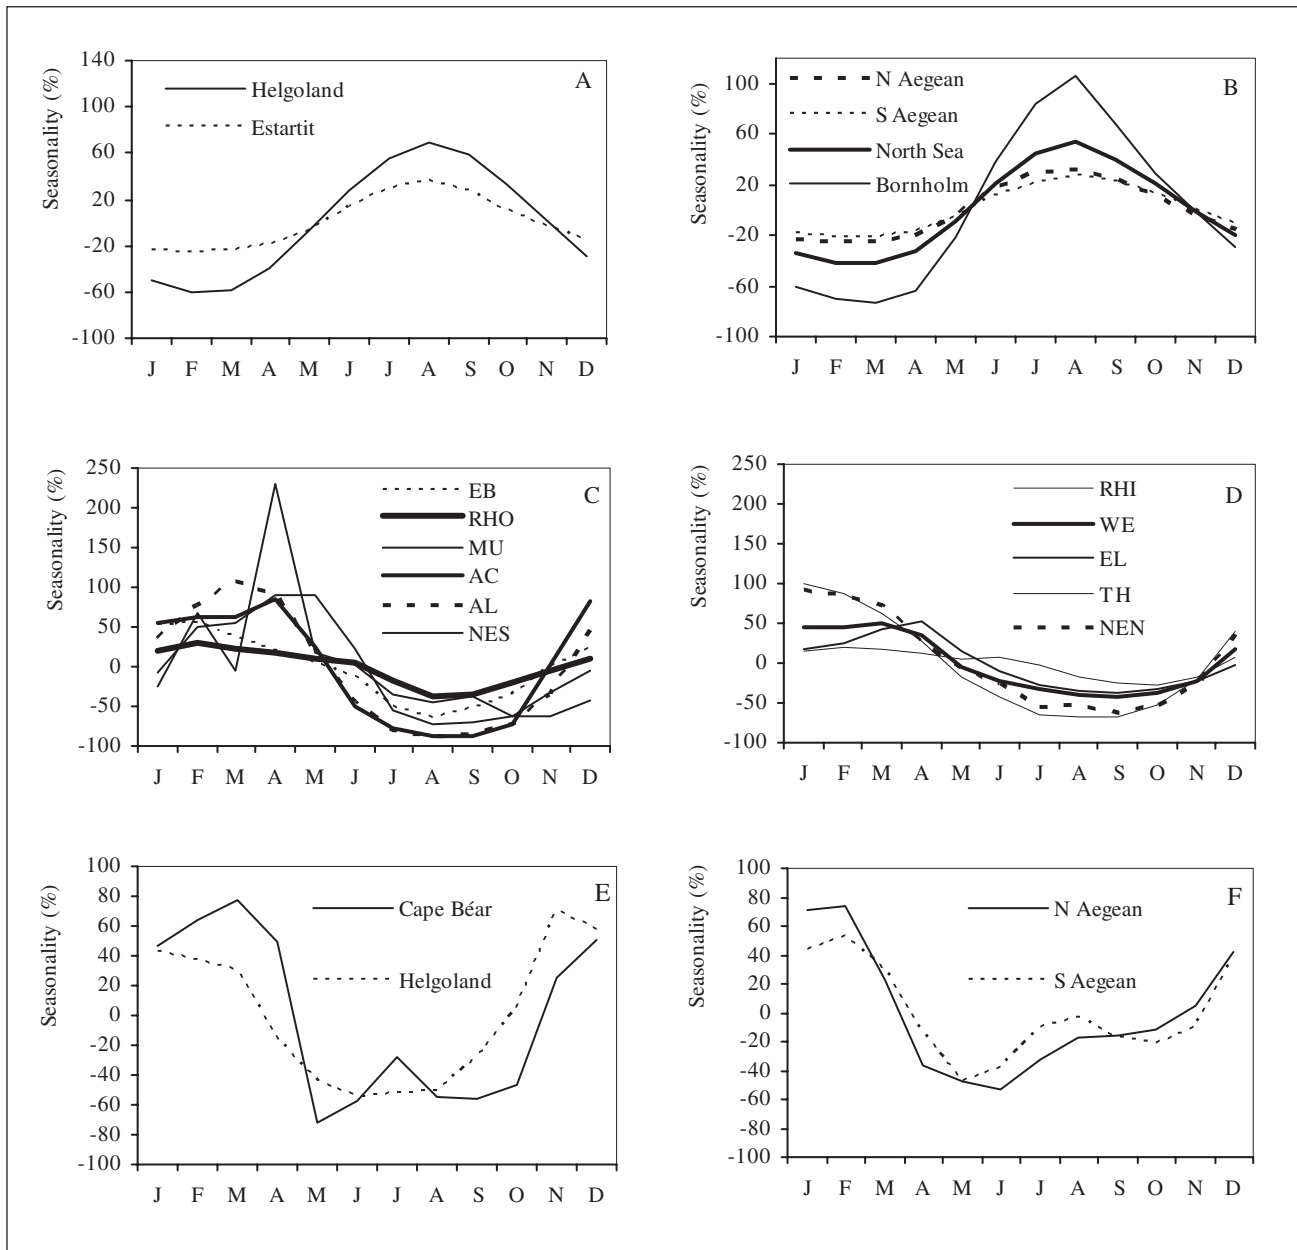 A
Seasonality (%)
140
100
60
20
-20
-60
-100
Helgoland
Estartit
J F M A M J J A S O N D
B
Seasonality (%)
100
60
20
-20
-60
-100
N Aegean
S Aegean
North Sea
Bornholm
J F M A M J J A S O N D
C
Seasonality (%)
250
200
150
100
50
0
-50
-100
EB
RHO
MU
AC
AL
NES
J F M A M J J A S O N D
D
Seasonality (%)
250
200
150
100
50
0
-50
-100
RHI
WE
EL
TH
NEN
J F M A M J J A S O N D
E
Seasonality (%)
100
80
60
40
20
0
-20
-40
-60
-80
-100
Cape Béar
Helgoland
J F M A M J J A S O N D
F
Seasonality (%)
100
80
60
40
20
0
-20
-40
-60
-80
-100
N Aegean
S Aegean
J F M A M J J A S O N D